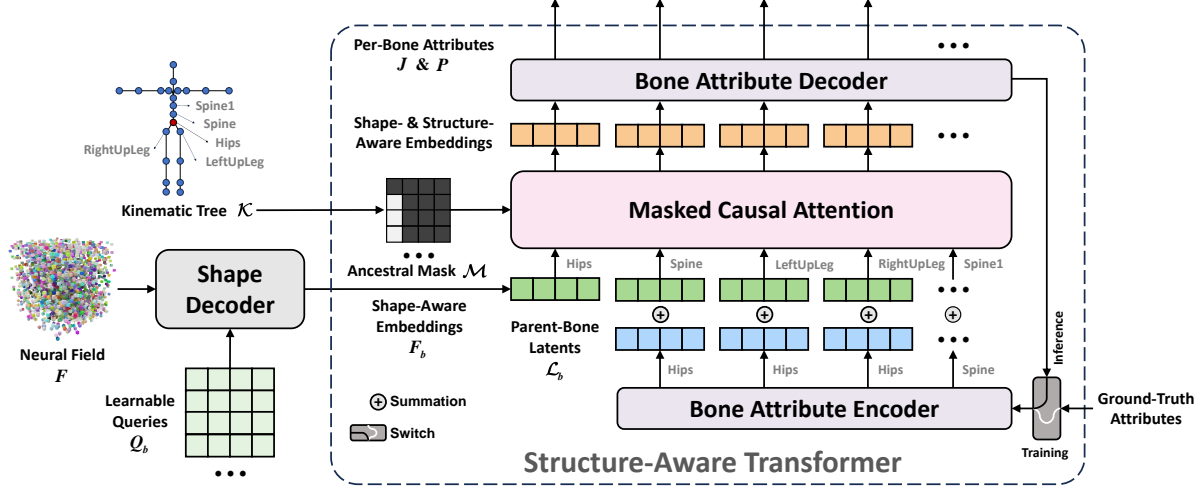 Per-Bone Attributes
J & P
Bone Attribute Decoder
Spine1
Spine
Hips
RightUpLeg
LeftUpLeg
Shape- & Structure-
Aware Embeddings
Kinematic Tree 𝒦
Masked Causal Attention
Ancestral Mask ℳ
Hips
Spine
LeftUpLeg
RightUpLeg
Spine1
Shape
Decoder
Shape-Aware
Embeddings
F_b
Parent-Bone
Latents
ℒ_b
Neural Field
F
Hips
Hips
Hips
Spine
Inference
Learnable
Queries
Q_b
Summation
Switch
Bone Attribute Encoder
Ground-Truth
Attributes
Training
Structure-Aware Transformer